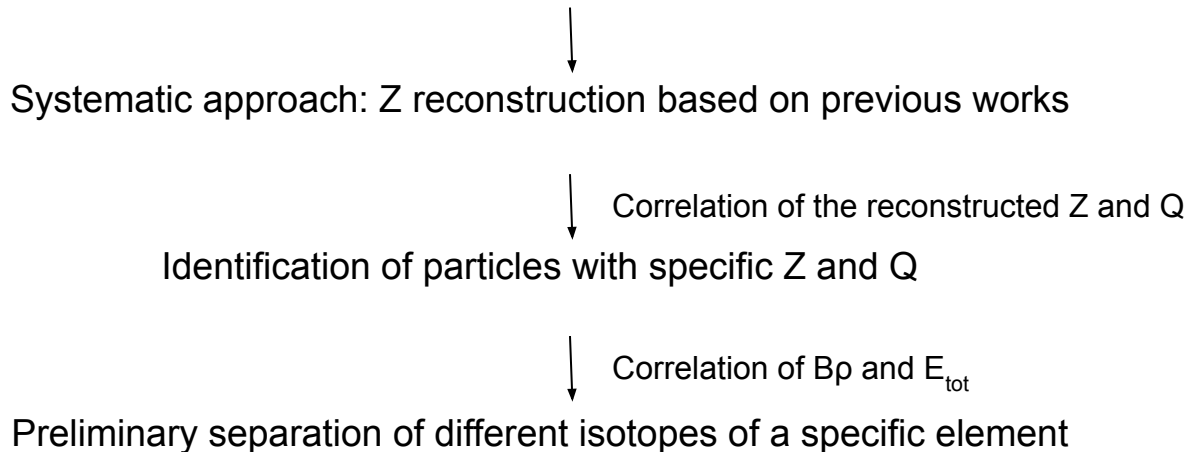 Systematic approach: Z reconstruction based on previous works
Correlation of the reconstructed Z and Q
Identification of particles with specific Z and Q
Correlation of Bρ and E_tot
Preliminary separation of different isotopes of a specific element